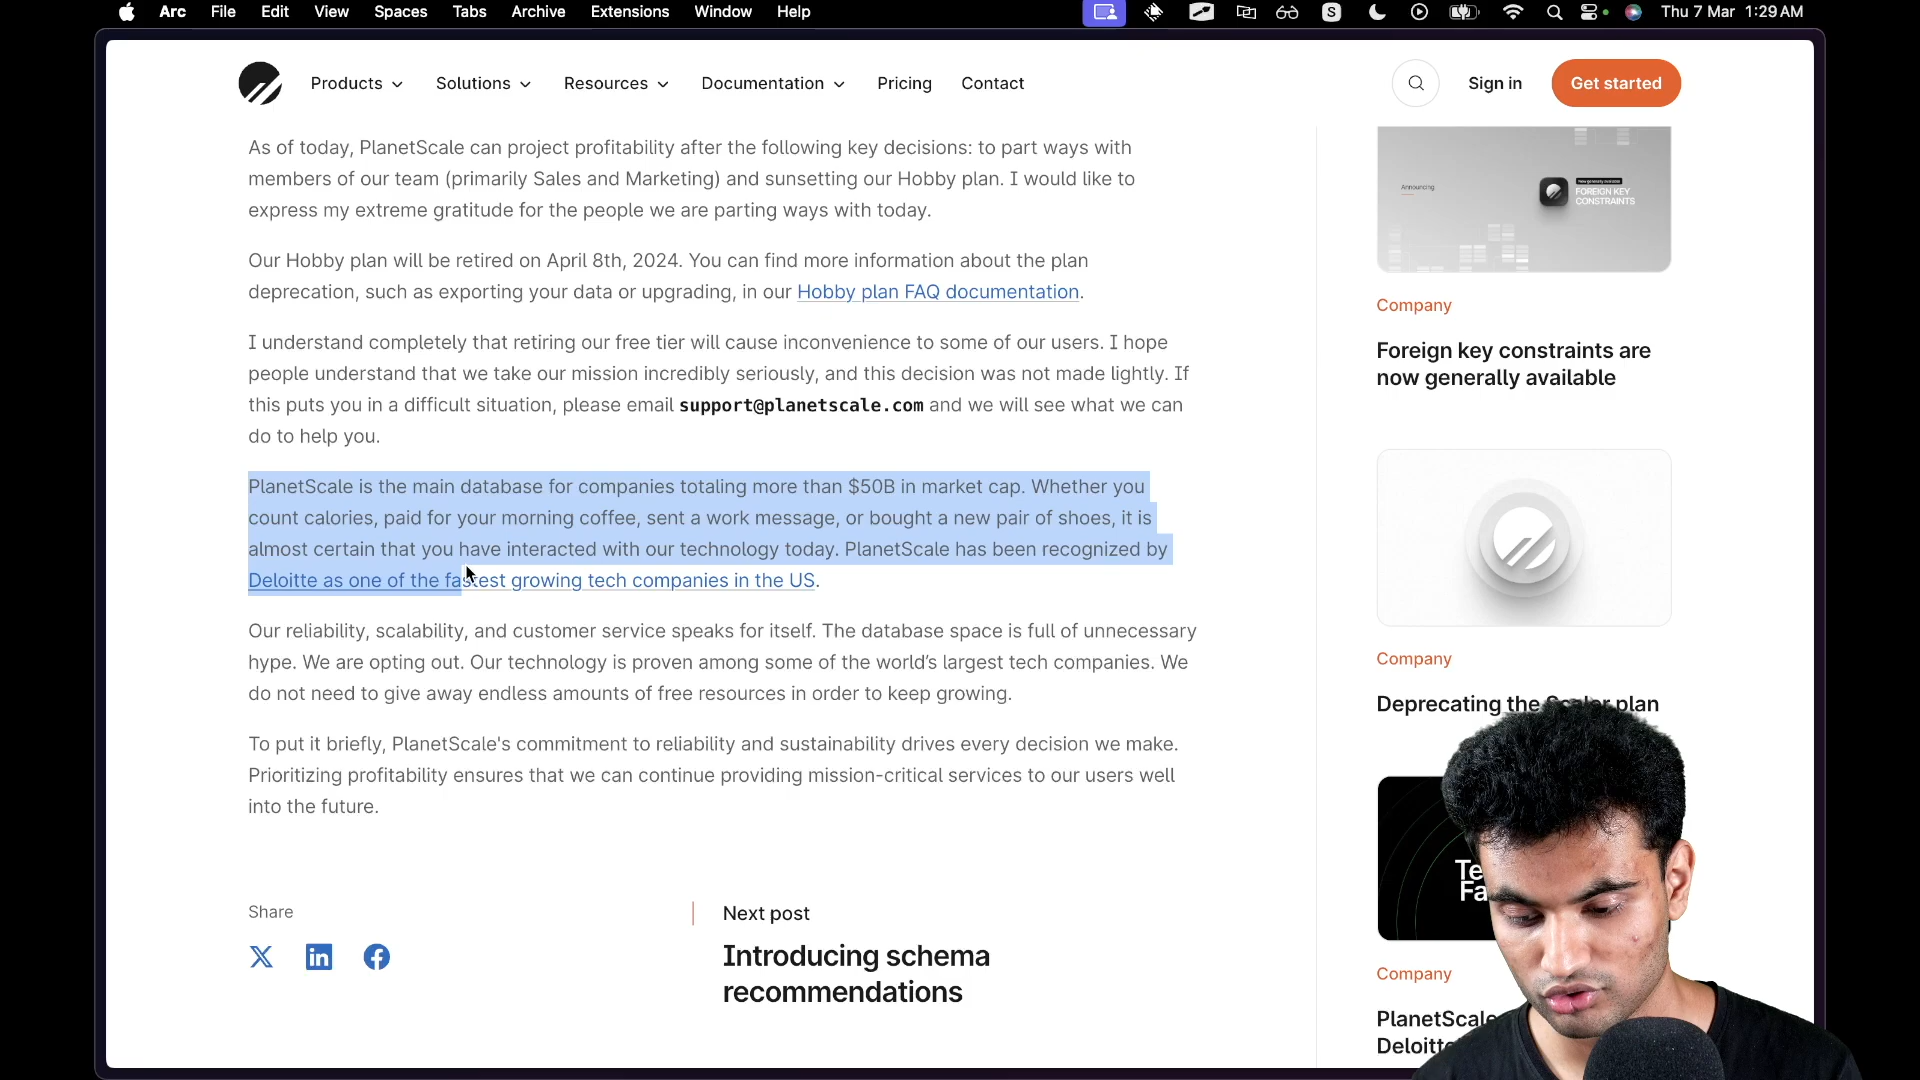 Arc File Edit View Spaces Tabs Archive Extensions Window Help S Thu 7 Mar 1:29 AM
Products Solutions Resources Documentation Pricing Contact Sign in Get started
As of today, PlanetScale can project profitability after the following key decisions: to part ways with
members of our team (primarily Sales and Marketing) and sunsetting our Hobby plan. I would like to
express my extreme gratitude for the people we are parting ways with today.
Our Hobby plan will be retired on April 8th, 2024. You can find more information about the plan
deprecation, such as exporting your data or upgrading, in our Hobby plan FAQ documentation.
I understand completely that retiring our free tier will cause inconvenience to some of our users. I hope
people understand that we take our mission incredibly seriously, and this decision was not made lightly. If
this puts you in a difficult situation, please email support@planetscale.com and we will see what we can
do to help you.
PlanetScale is the main database for companies totaling more than $50B in market cap. Whether you
count calories, paid for your morning coffee, sent a work message, or bought a new pair of shoes, it is
almost certain that you have interacted with our technology today. PlanetScale has been recognized by
Deloitte as one of the fastest growing tech companies in the US.
Our reliability, scalability, and customer service speaks for itself. The database space is full of unnecessary
hype. We are opting out. Our technology is proven among some of the world's largest tech companies. We
do not need to give away endless amounts of free resources in order to keep growing.
To put it briefly, PlanetScale's commitment to reliability and sustainability drives every decision we make.
Prioritizing profitability ensures that we can continue providing mission-critical services to our users well
into the future.
Share
Next post
Introducing schema
recommendations
Announcing
FOREIGN KEY
CONSTRAINTS
Company
Foreign key constraints are
now generally available
Company
Deprecating the Scaler plan
Te
Fa
Company
PlanetScale
Deloitte